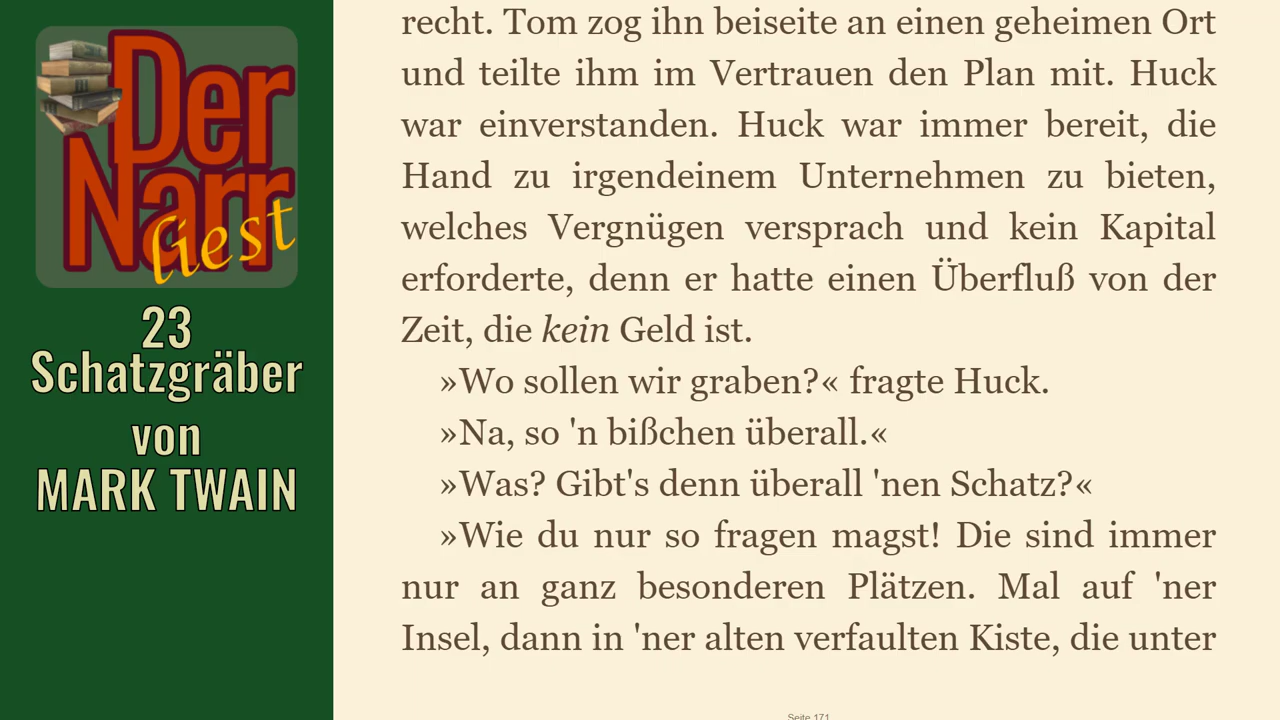 Der
Narr
liest
23
Schatzgräber
von
MARK TWAIN
recht. Tom zog ihn beiseite an einen geheimen Ort
und teilte ihm im Vertrauen den Plan mit. Huck
war einverstanden. Huck war immer bereit, die
Hand zu irgendeinem Unternehmen zu bieten,
welches Vergnügen versprach und kein Kapital
erforderte, denn er hatte einen Überfluß von der
Zeit, die kein Geld ist.
»Wo sollen wir graben?« fragte Huck.
»Na, so 'n bißchen überall.«
»Was? Gibt's denn überall 'nen Schatz?«
»Wie du nur so fragen magst! Die sind immer
nur an ganz besonderen Plätzen. Mal auf 'ner
Insel, dann in 'ner alten verfaulten Kiste, die unter
Seite 171